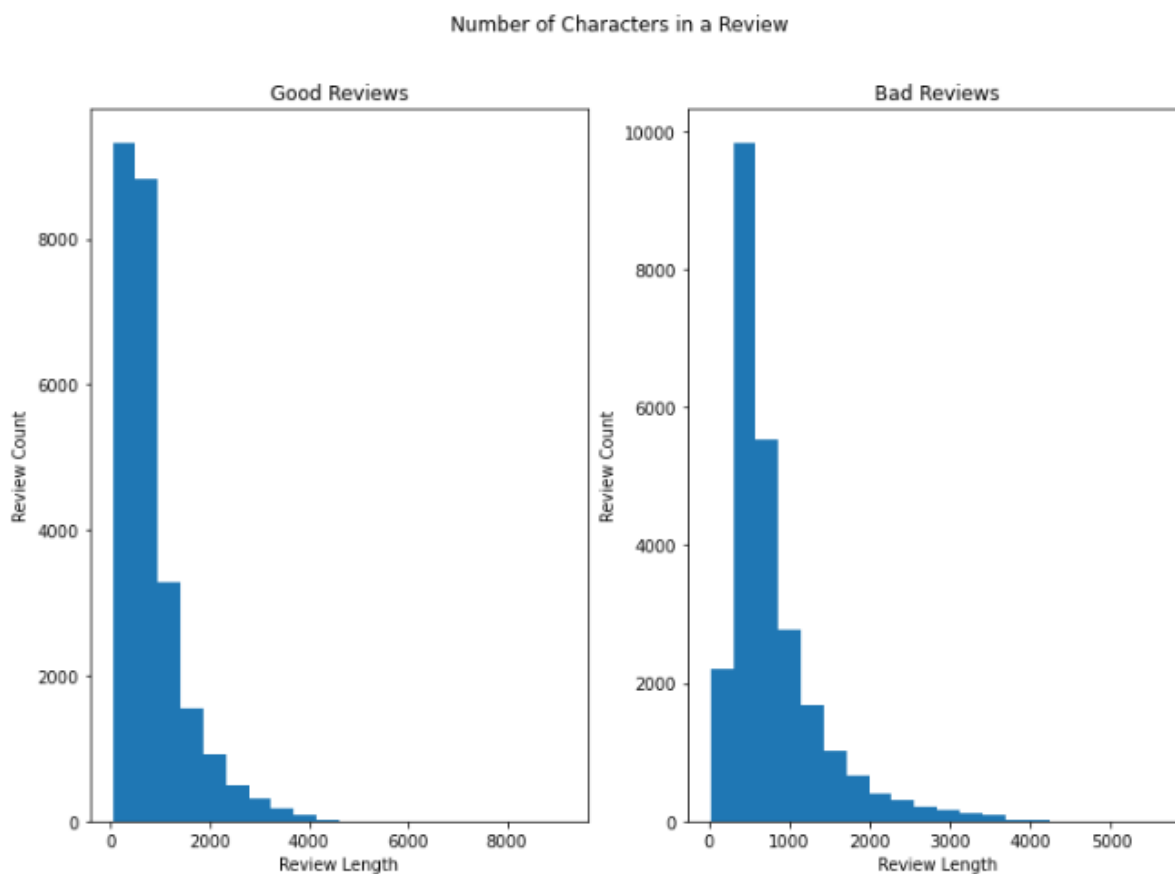 Number of Characters in a Review
Good Reviews
8000
6000
4000
2000
0
Review Count
0 2000 4000 6000 8000
Review Length
Bad Reviews
10000
8000
6000
4000
2000
0
Review Count
0 1000 2000 3000 4000 5000
Review Length